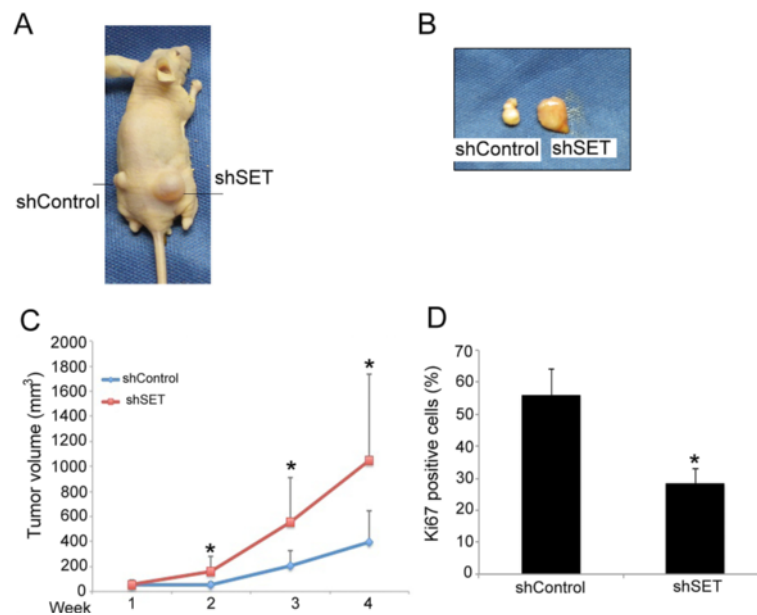 A
shControl
shSET
B
shControl
shSET
C
Tumor volume (mm³)
2000
1800
1600
1400
1200
1000
800
600
400
200
0
shControl
shSET
*
*
*
Week
1
2
3
4
D
Ki67 positive cells (%)
70
60
50
40
30
20
10
0
*
shControl
shSET